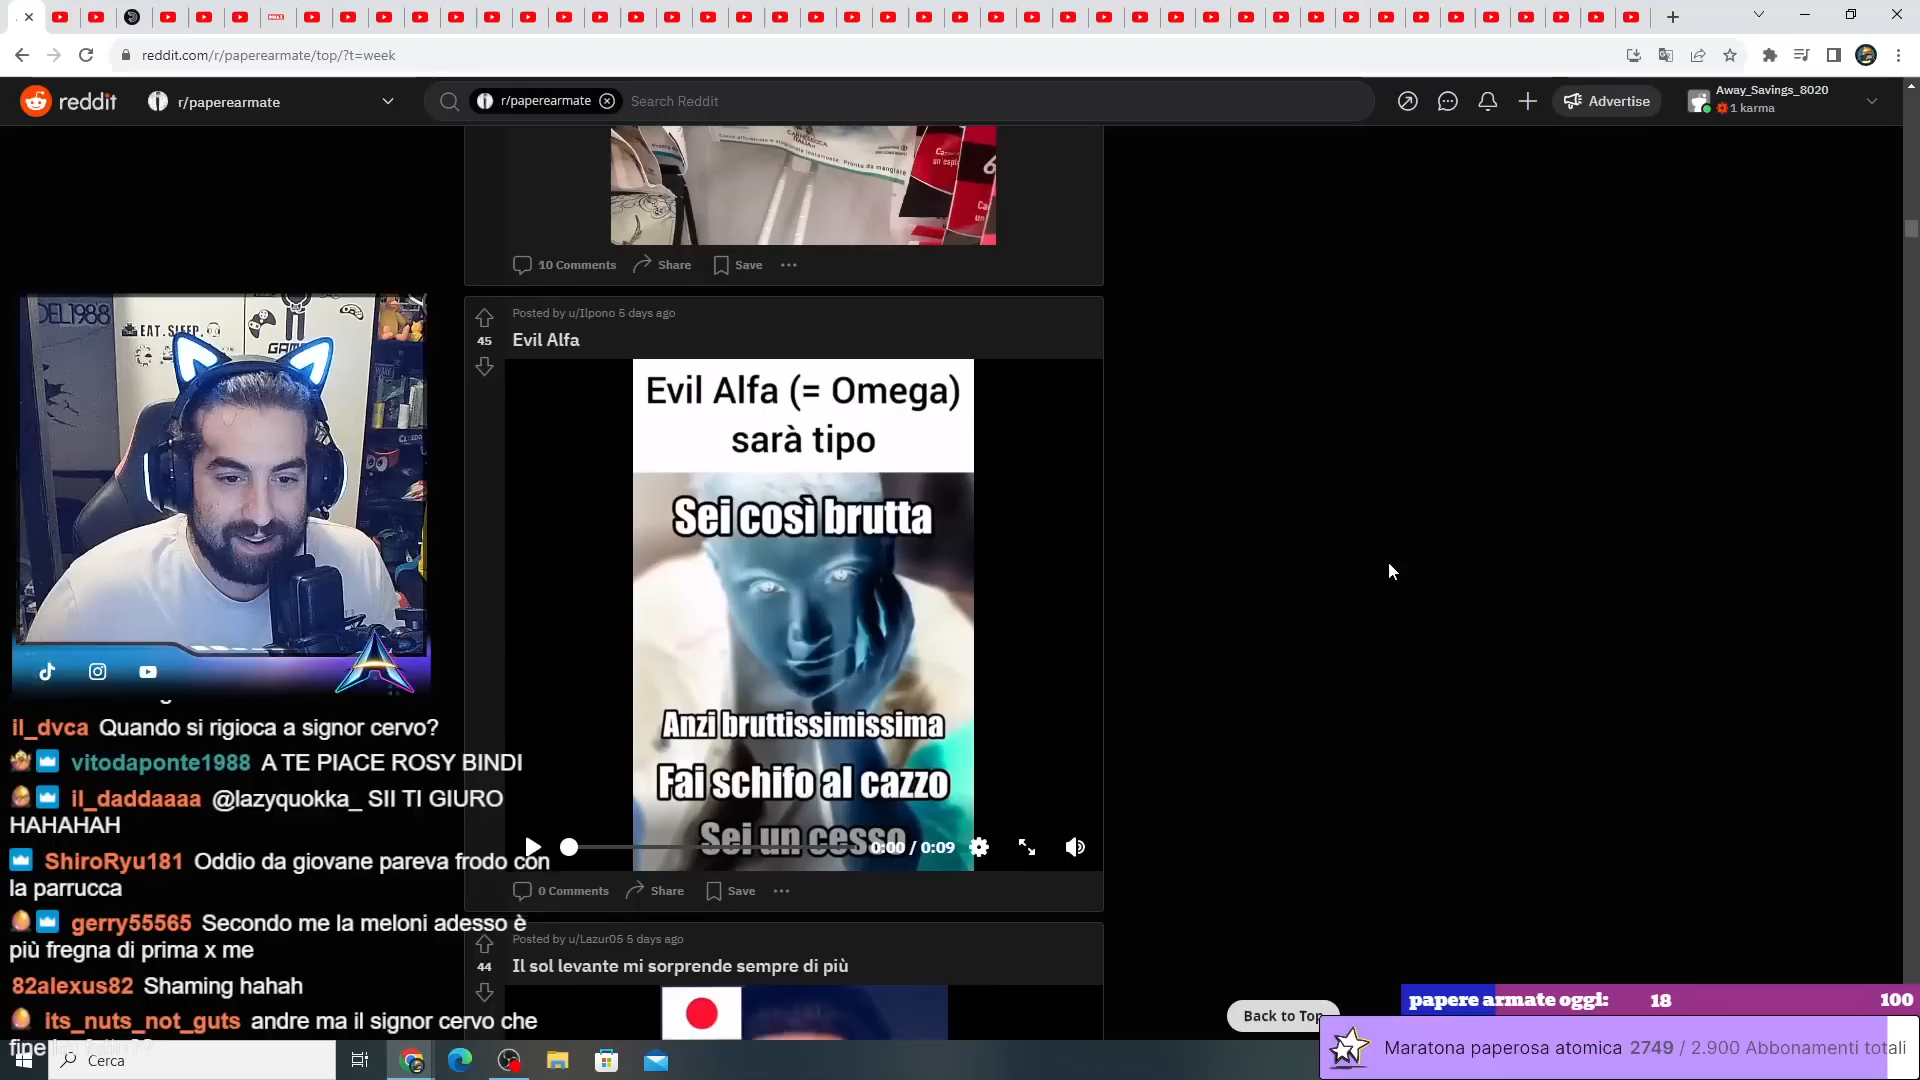 reddit.com/r/paperearmate/top/?t=week
reddit
r/paperearmate
r/paperearmate
Search Reddit
Advertise
Away_Savings_8020
1 karma
10 Comments
Share
Save
Posted by u/Ilpono 5 days ago
45
Evil Alfa
Evil Alfa (= Omega)
sarà tipo
Sei così brutta
Anzi bruttissimissima
Fai schifo al cazzo
Sei un cesso
0:00 / 0:09
0 Comments
Share
Save
Posted by u/Lazur05 5 days ago
44
Il sol levante mi sorprende sempre di più
Back to Top
DEL1988
EAT.SLEEP.
il_dvca Quando si rigioca a signor cervo?
vitodaponte1988 A TE PIACE ROSY BINDI
il_daddaaaa @lazyquokka_ SII TI GIURO
HAHAHAH
ShiroRyu181 Oddio da giovane pareva frodo con
la parrucca
gerry55565 Secondo me la meloni adesso è
più fregna di prima x me
82alexus82 Shaming hahah
its_nuts_not_guts andre ma il signor cervo che
fine
papere armate oggi: 18 100
Maratona paperosa atomica 2749 / 2.900 Abbonamenti totali
Cerca